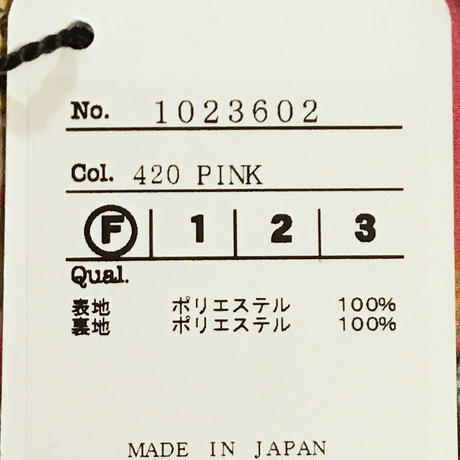 No. 1023602
Col. 420 PINK
F 1 2 3
Qual.
表地 ポリエステル 100%
裏地 ポリエステル 100%
MADE IN JAPAN